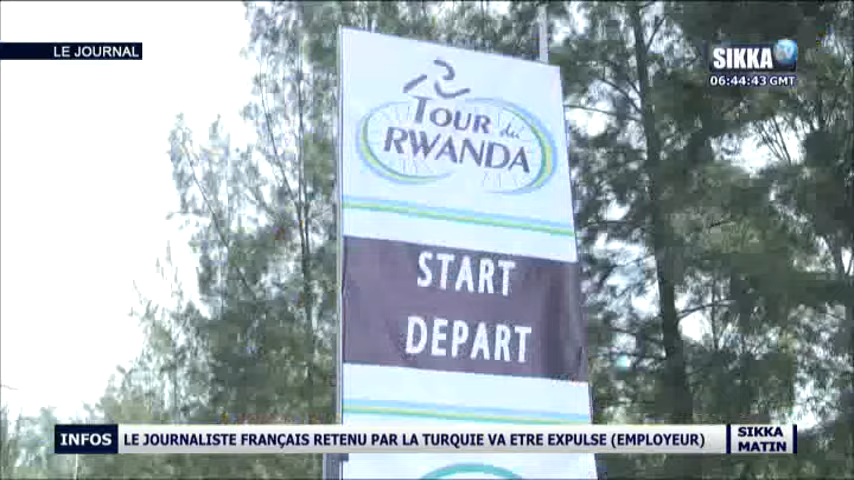 LE JOURNAL
SIKKA TV
06:44:43 GMT
TOUR du
RWANDA
START
DEPART
INFOS
LE JOURNALISTE FRANÇAIS RETENU PAR LA TURQUIE VA ETRE EXPULSE (EMPLOYEUR)
SIKKA
MATIN